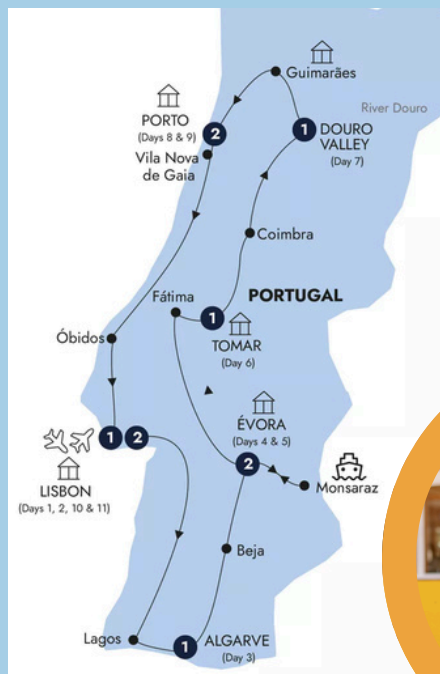 Guimarães
River Douro
PORTO
(Days 8 & 9)
2
1
DOURO
VALLEY
(Day 7)
Vila Nova
de Gaia
Coimbra
Fátima
PORTUGAL
1
Óbidos
TOMAR
(Day 6)
ÉVORA
(Days 4 & 5)
1 2
2
LISBON
(Days 1, 2, 10 & 11)
Monsaraz
Beja
Lagos
1
ALGARVE
(Day 3)